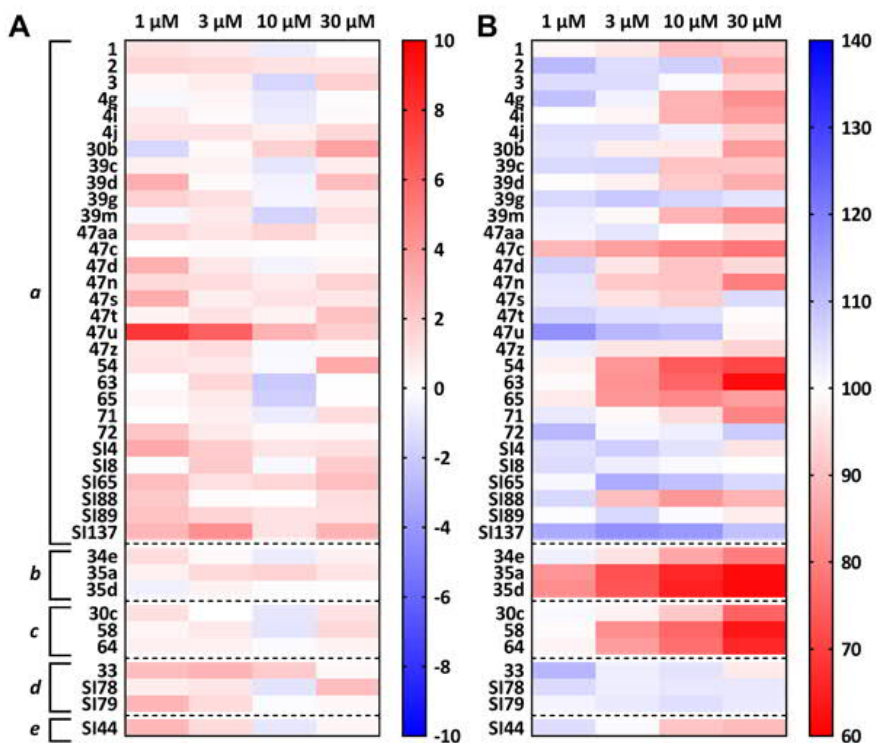 A 1 µM 3 µM 10 µM 30 µM
B 1 µM 3 µM 10 µM 30 µM
a
1
2
3
4g
4i
4j
30b
39c
39d
39g
39m
47aa
47c
47d
47n
47s
47t
47u
47z
54
63
65
71
72
SI4
SI8
SI65
SI88
SI89
SI137
b
34e
35a
35d
c
30c
58
64
d
33
SI78
SI79
e
SI44
10
8
6
4
2
0
-2
-4
-6
-8
-10
1
2
3
4g
4i
4j
30b
39c
39d
39g
39m
47aa
47c
47d
47n
47s
47t
47u
47z
54
63
65
71
72
SI4
SI8
SI65
SI88
SI89
SI137
34e
35a
35d
30c
58
64
33
SI78
SI79
SI44
140
130
120
110
100
90
80
70
60